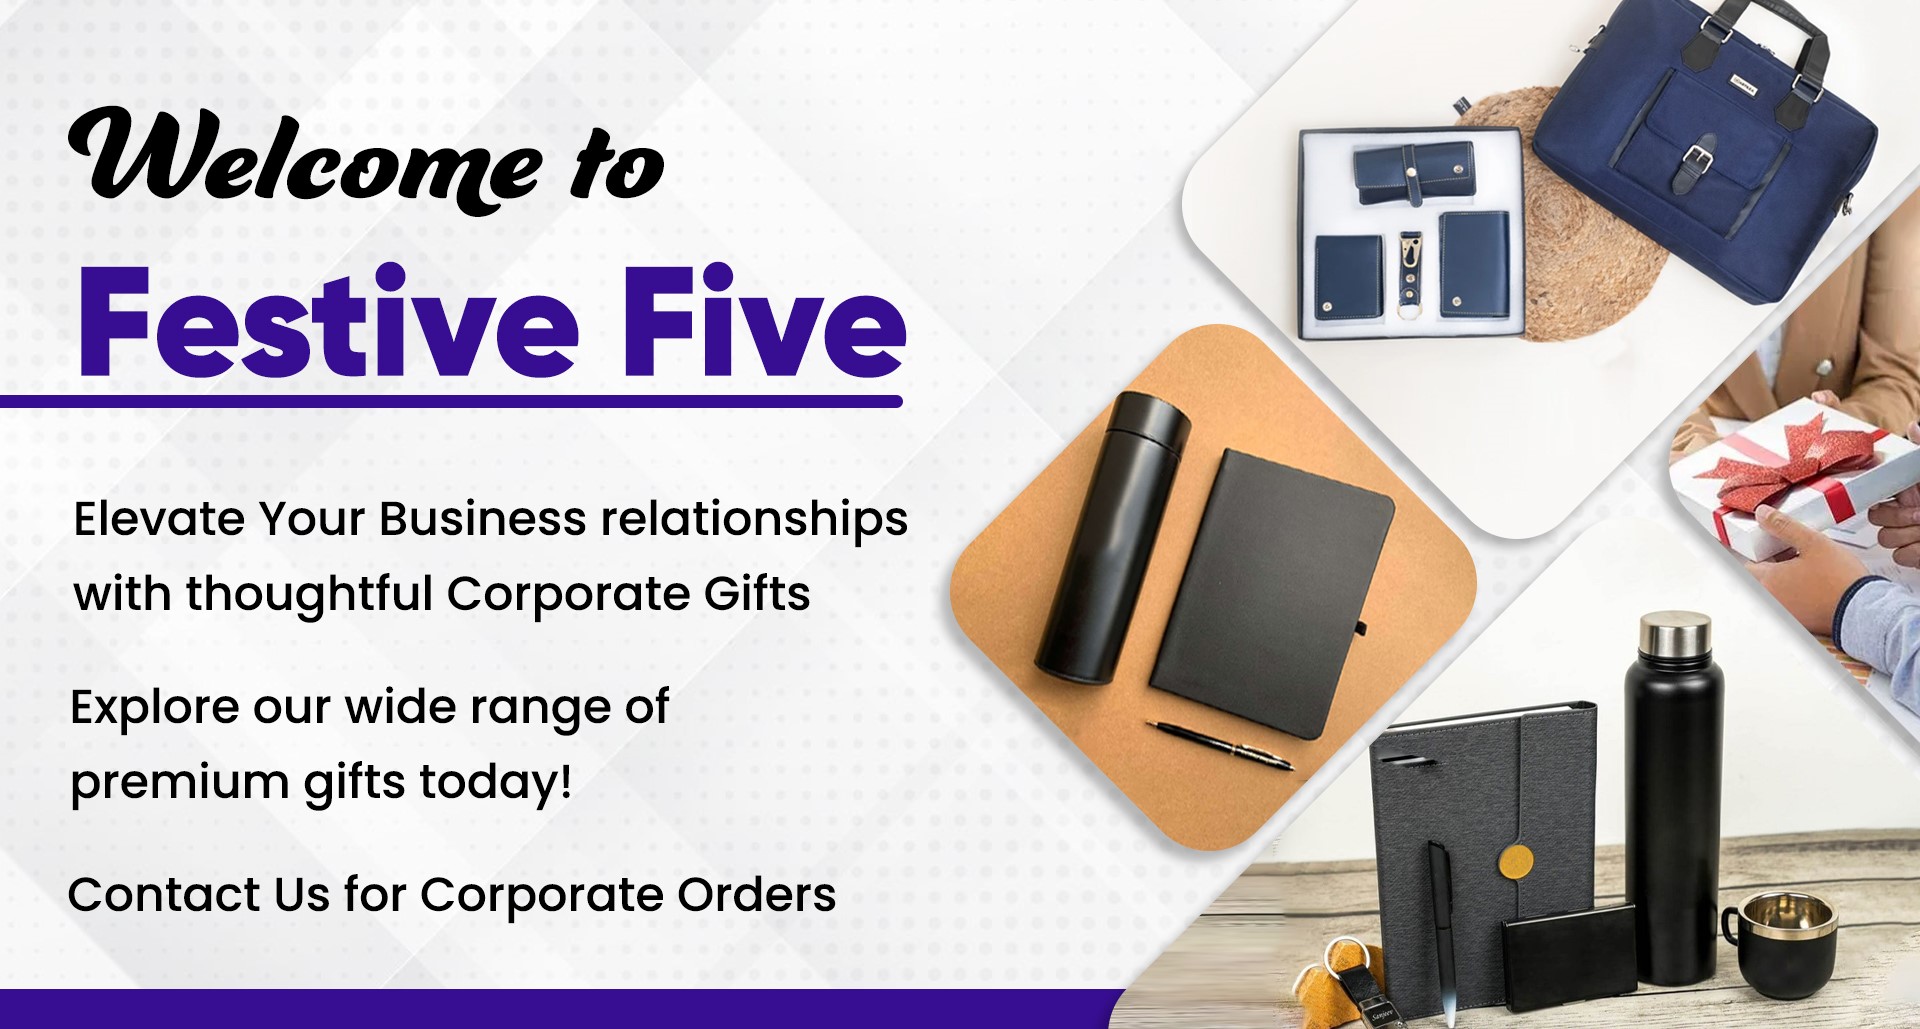 Welcome to
Festive Five
Elevate Your Business relationships
with thoughtful Corporate Gifts
Explore our wide range of
premium gifts today!
Contact Us for Corporate Orders
Sanjeev